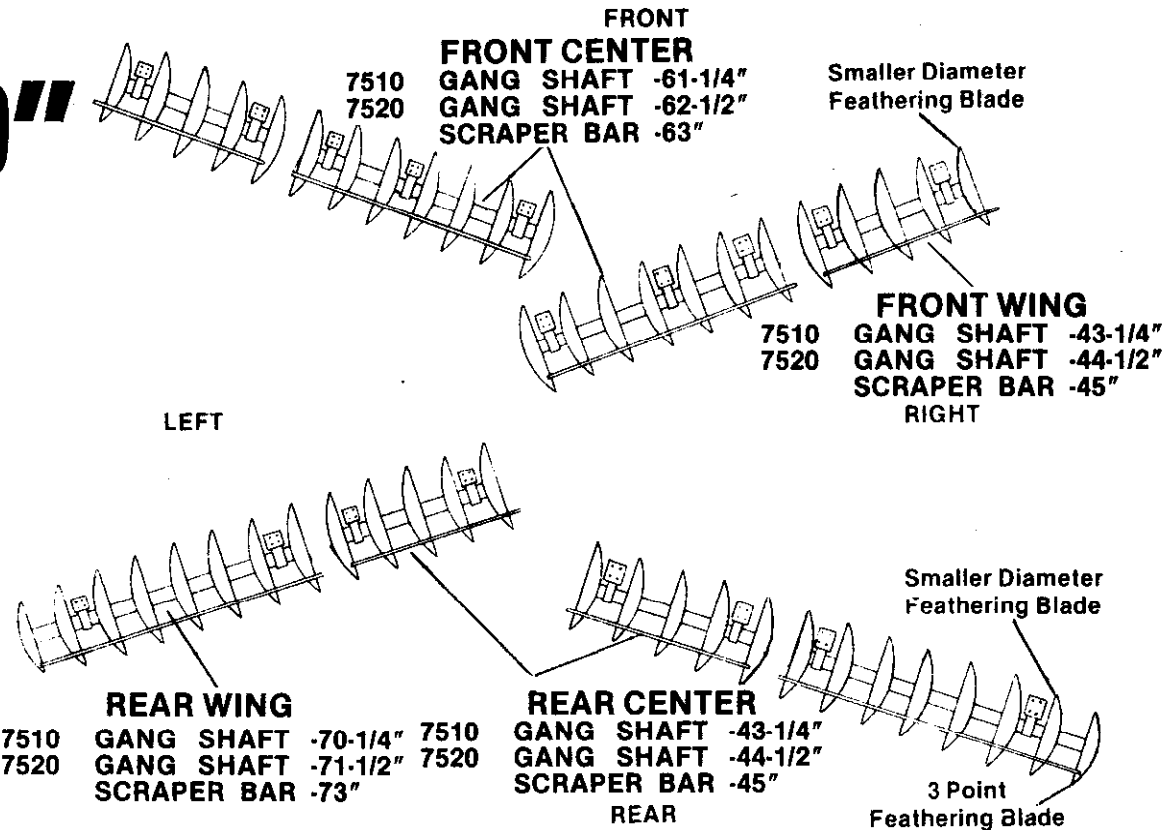 FRONT
FRONT CENTER
7510 GANG SHAFT -61-1/4"
7520 GANG SHAFT -62-1/2"
SCRAPER BAR -63"
Smaller Diameter
Feathering Blade
FRONT WING
7510 GANG SHAFT -43-1/4"
7520 GANG SHAFT -44-1/2"
SCRAPER BAR -45"
RIGHT
LEFT
Smaller Diameter
Feathering Blade
REAR WING
7510 GANG SHAFT -70-1/4"
7520 GANG SHAFT -71-1/2"
SCRAPER BAR -73"
REAR CENTER
7510 GANG SHAFT -43-1/4"
7520 GANG SHAFT -44-1/2"
SCRAPER BAR -45"
REAR
3 Point
Feathering Blade